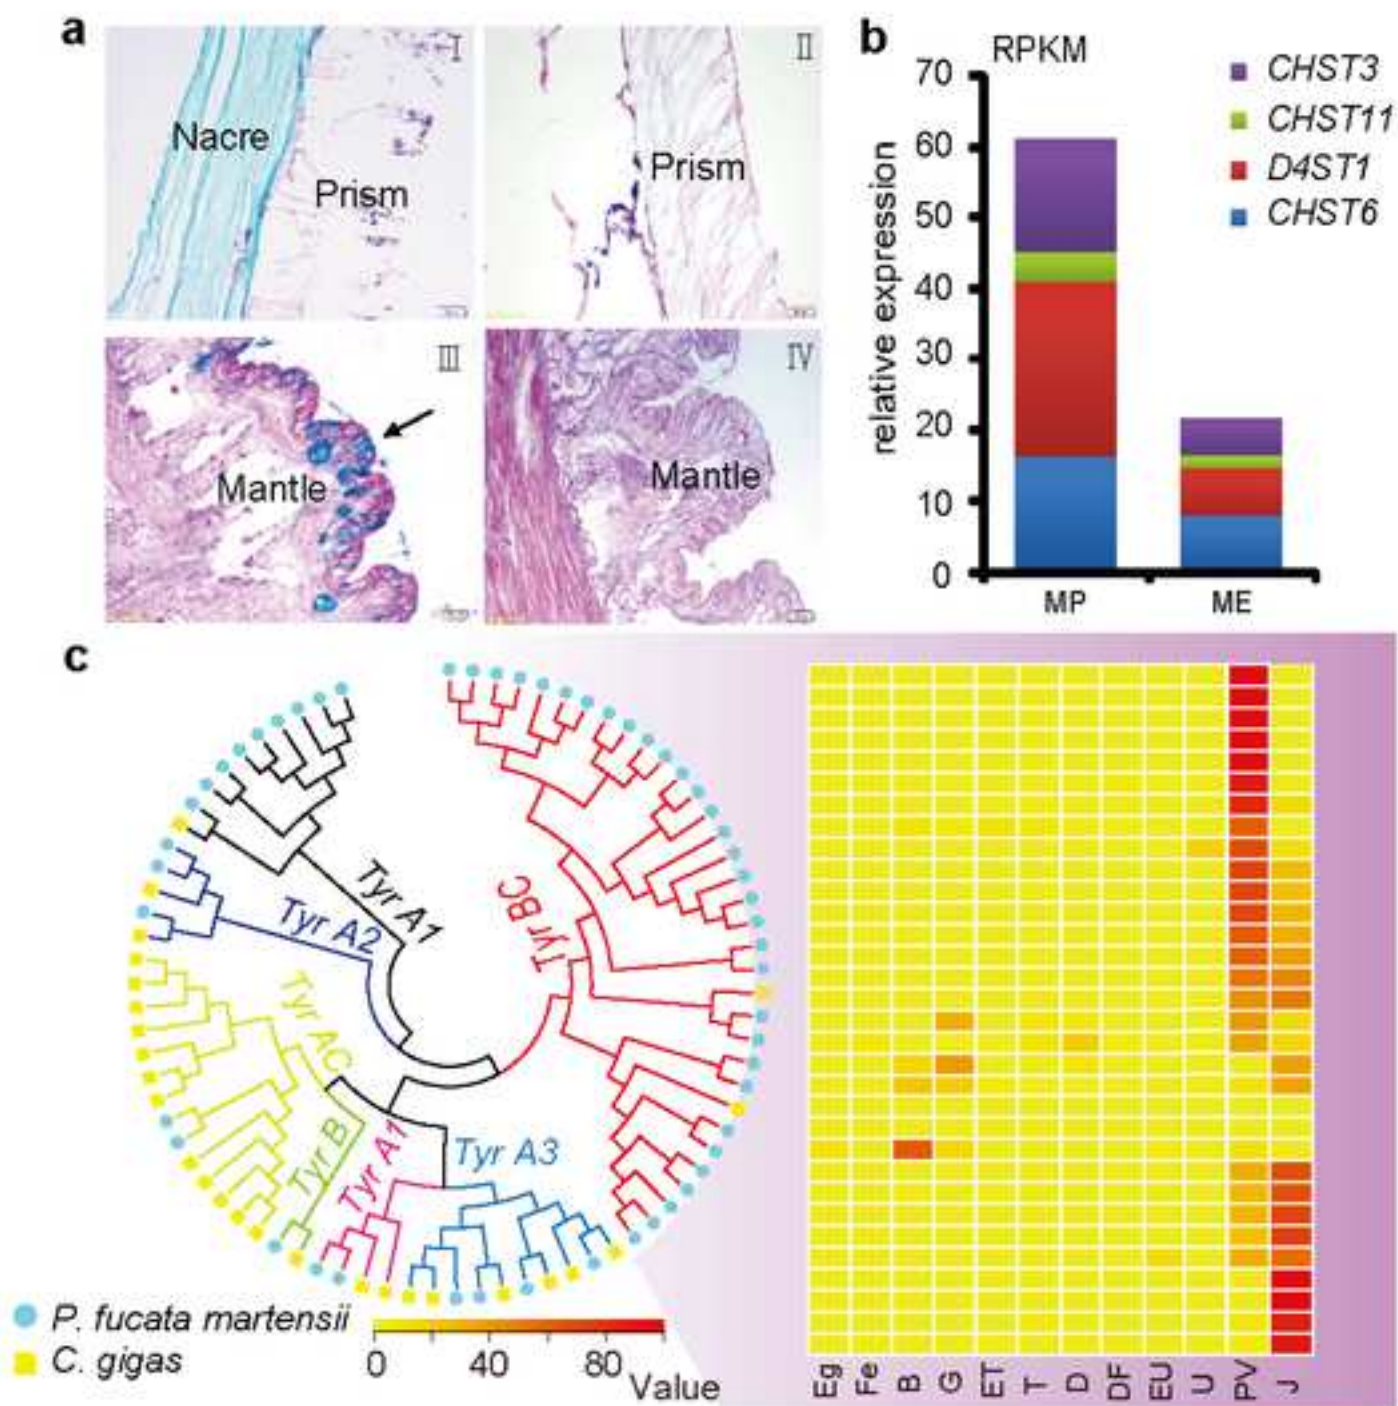 a
I
II
Nacre
Prism
Prism
III
IV
Mantle
Mantle
b
RPKM
relative expression
70
60
50
40
30
20
10
0
MP
ME
CHST3
CHST11
D4ST1
CHST6
c
Tyr A1
Tyr A2
Tyr AC
Tyr B
Tyr A1
Tyr A3
Tyr BC
P. fucata martensii
C. gigas
0 40 80
Value
Eg Fe B G ET T D DF EU U PV J